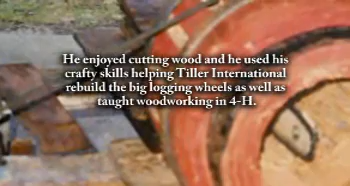 He enjoyed cutting wood and he used his
crafty skills helping Tiller International
rebuild the big logging wheels as well as
taught woodworking in 4-H.